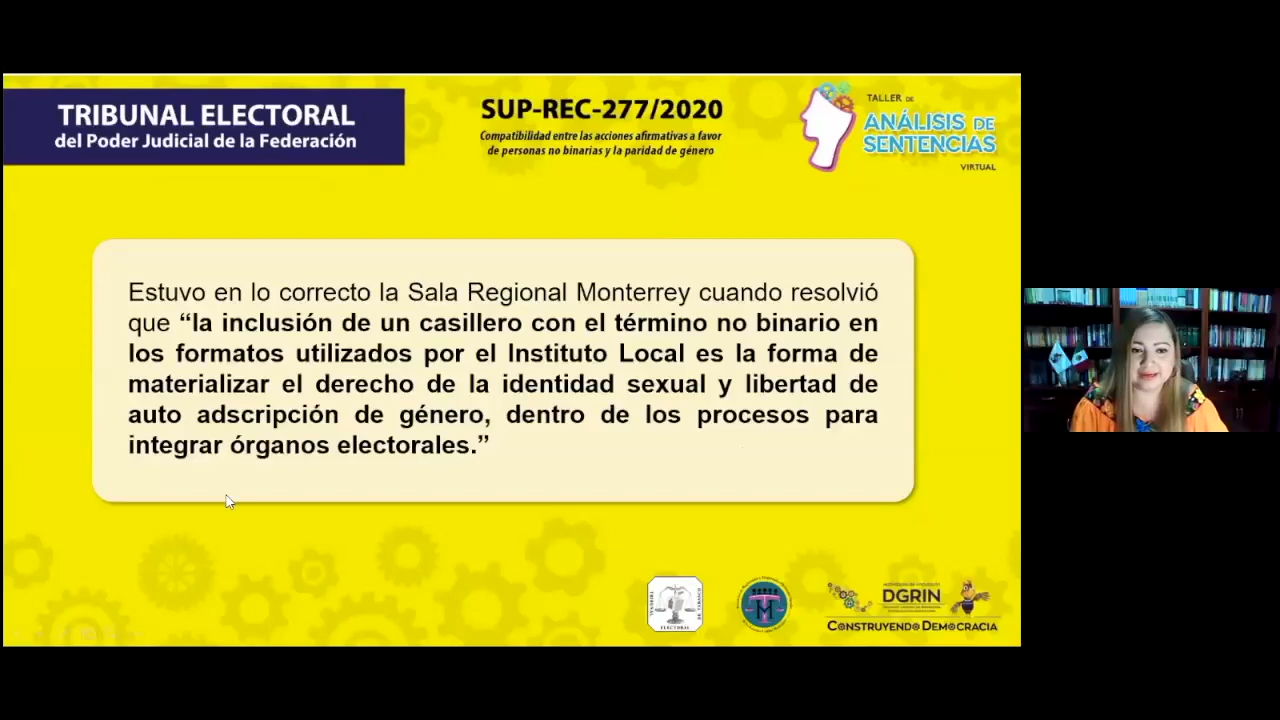 TRIBUNAL ELECTORAL
del Poder Judicial de la Federación
SUP-REC-277/2020
Compatibilidad entre las acciones afirmativas a favor
de personas no binarias y la paridad de género
TALLER DE
ANÁLISIS DE
SENTENCIAS
VIRTUAL
Estuvo en lo correcto la Sala Regional Monterrey cuando resolvió
que “la inclusión de un casillero con el término no binario en
los formatos utilizados por el Instituto Local es la forma de
materializar el derecho de la identidad sexual y libertad de
auto adscripción de género, dentro de los procesos para
integrar órganos electorales.”
TRIBUNAL
ELECTORAL
DE TABASCO
DGRIN
CONSTRUYENDO DEMOCRACIA